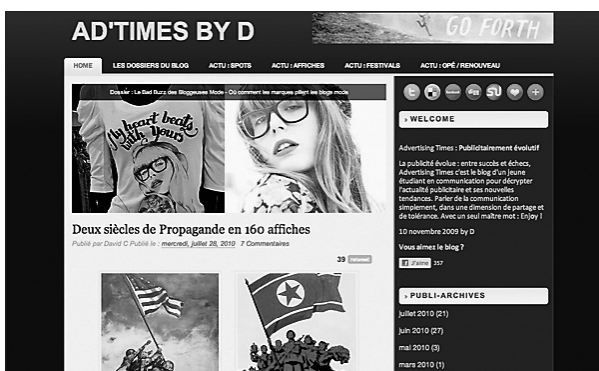 AD'TIMES BY D
GO FORTH
HOME
LES DOSSIERS DU BLOG
ACTU : SPOTS
ACTU : AFFICHES
ACTU : FESTIVALS
ACTU : OPÉ / RENOUVEAU
Dossier : Le Bad Buzz des Bloggeuses Mode - Où comment les marques pillent les blogs mode
My heart beats
with Yours
Deux siècles de Propagande en 160 affiches
Publié par David C Publié le : mercredi, juillet 28, 2010 7 Commentaires
39 retweet
WELCOME
Advertising Times : Publicitairement évolutif
La publicité évolue : entre succès et échecs,
Advertising Times c'est le blog d'un jeune
étudiant en communication pour décrypter
l'actualité publicitaire et ses nouvelles
tendances. Parler de la communication
simplement, dans une dimension de partage et
de tolérance. Avec un seul maître mot : Enjoy !
10 novembre 2009 by D
Vous aimez le blog ?
J'aime 357
PUBLI-ARCHIVES
juillet 2010 (21)
juin 2010 (27)
mai 2010 (3)
mars 2010 (1)